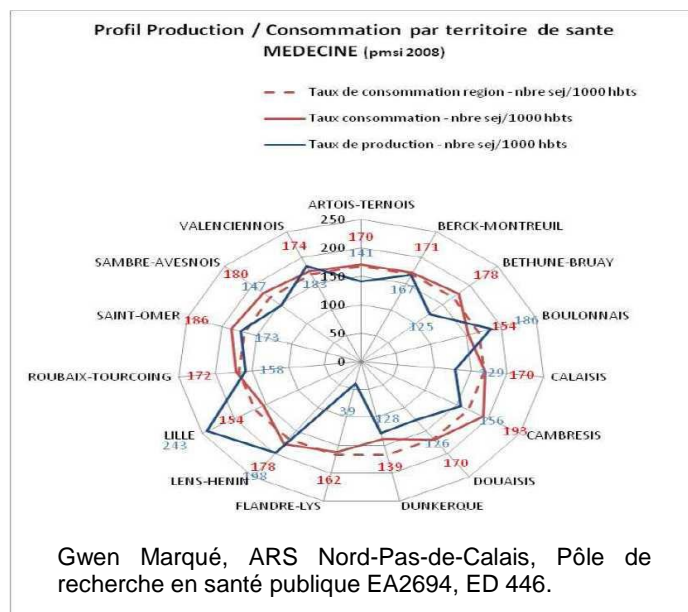 Profil Production / Consommation par territoire de sante
MEDECINE (pmsi 2008)
Taux de consommation region - nbre sej/1000 hbts
Taux consommation - nbre sej/1000 hbts
Taux de production - nbre sej/1000 hbts
ARTOIS-TERNOIS
250
VALENCIENNOIS
BERCK-MONTREUIL
174
200
170
171
141
SAMBRE-AVESNOIS
BETHUNE-BRUAY
180
178
147
183
150
167
SAINT-OMER
BOULONNAIS
186
100
125
154
186
173
50
ROUBAIX-TOURCOING
172
158
0
129
170
CALAISIS
LILLE
243
154
39
128
156
193
CAMBRESIS
126
LENS-HENIN
178
198
170
DOUAISIS
162
139
FLANDRE-LYS
DUNKERQUE
Gwen Marqué, ARS Nord-Pas-de-Calais, Pôle de
recherche en santé publique EA2694, ED 446.